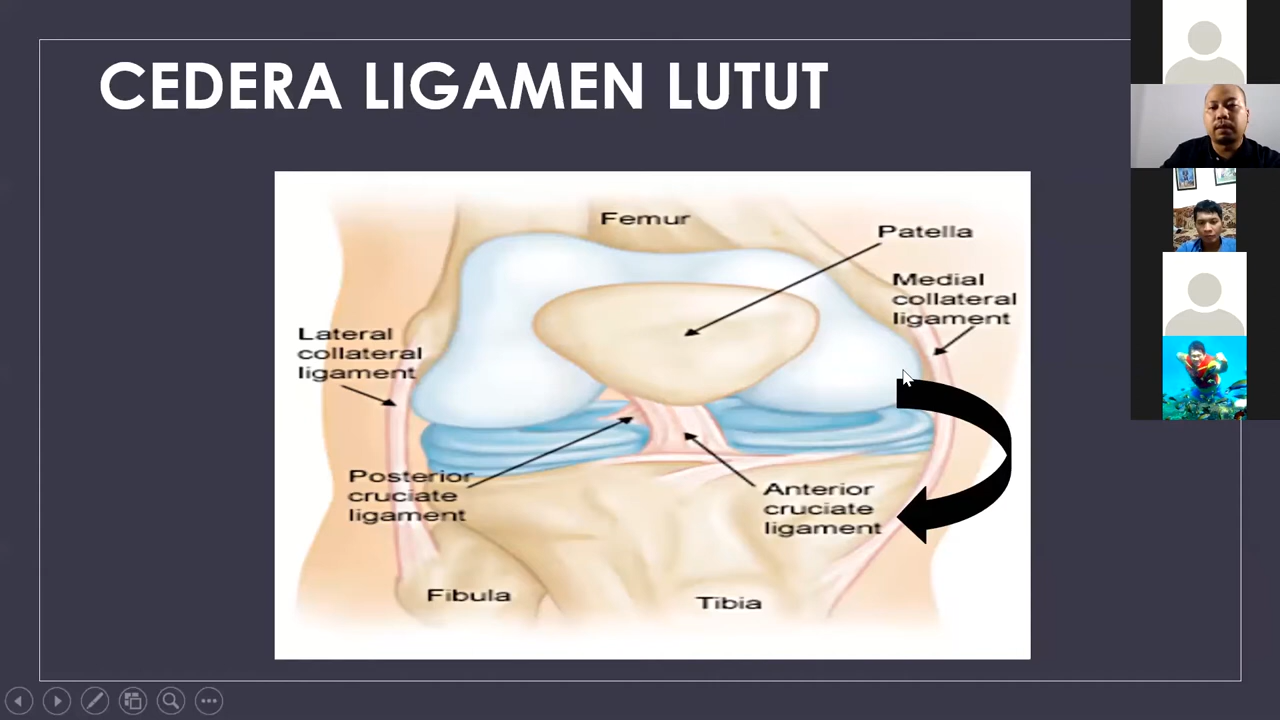 CEDERA LIGAMEN LUTUT
Femur
Patella
Medial
collateral
ligament
Lateral
collateral
ligament
Posterior
cruciate
ligament
Anterior
cruciate
ligament
Fibula
Tibia